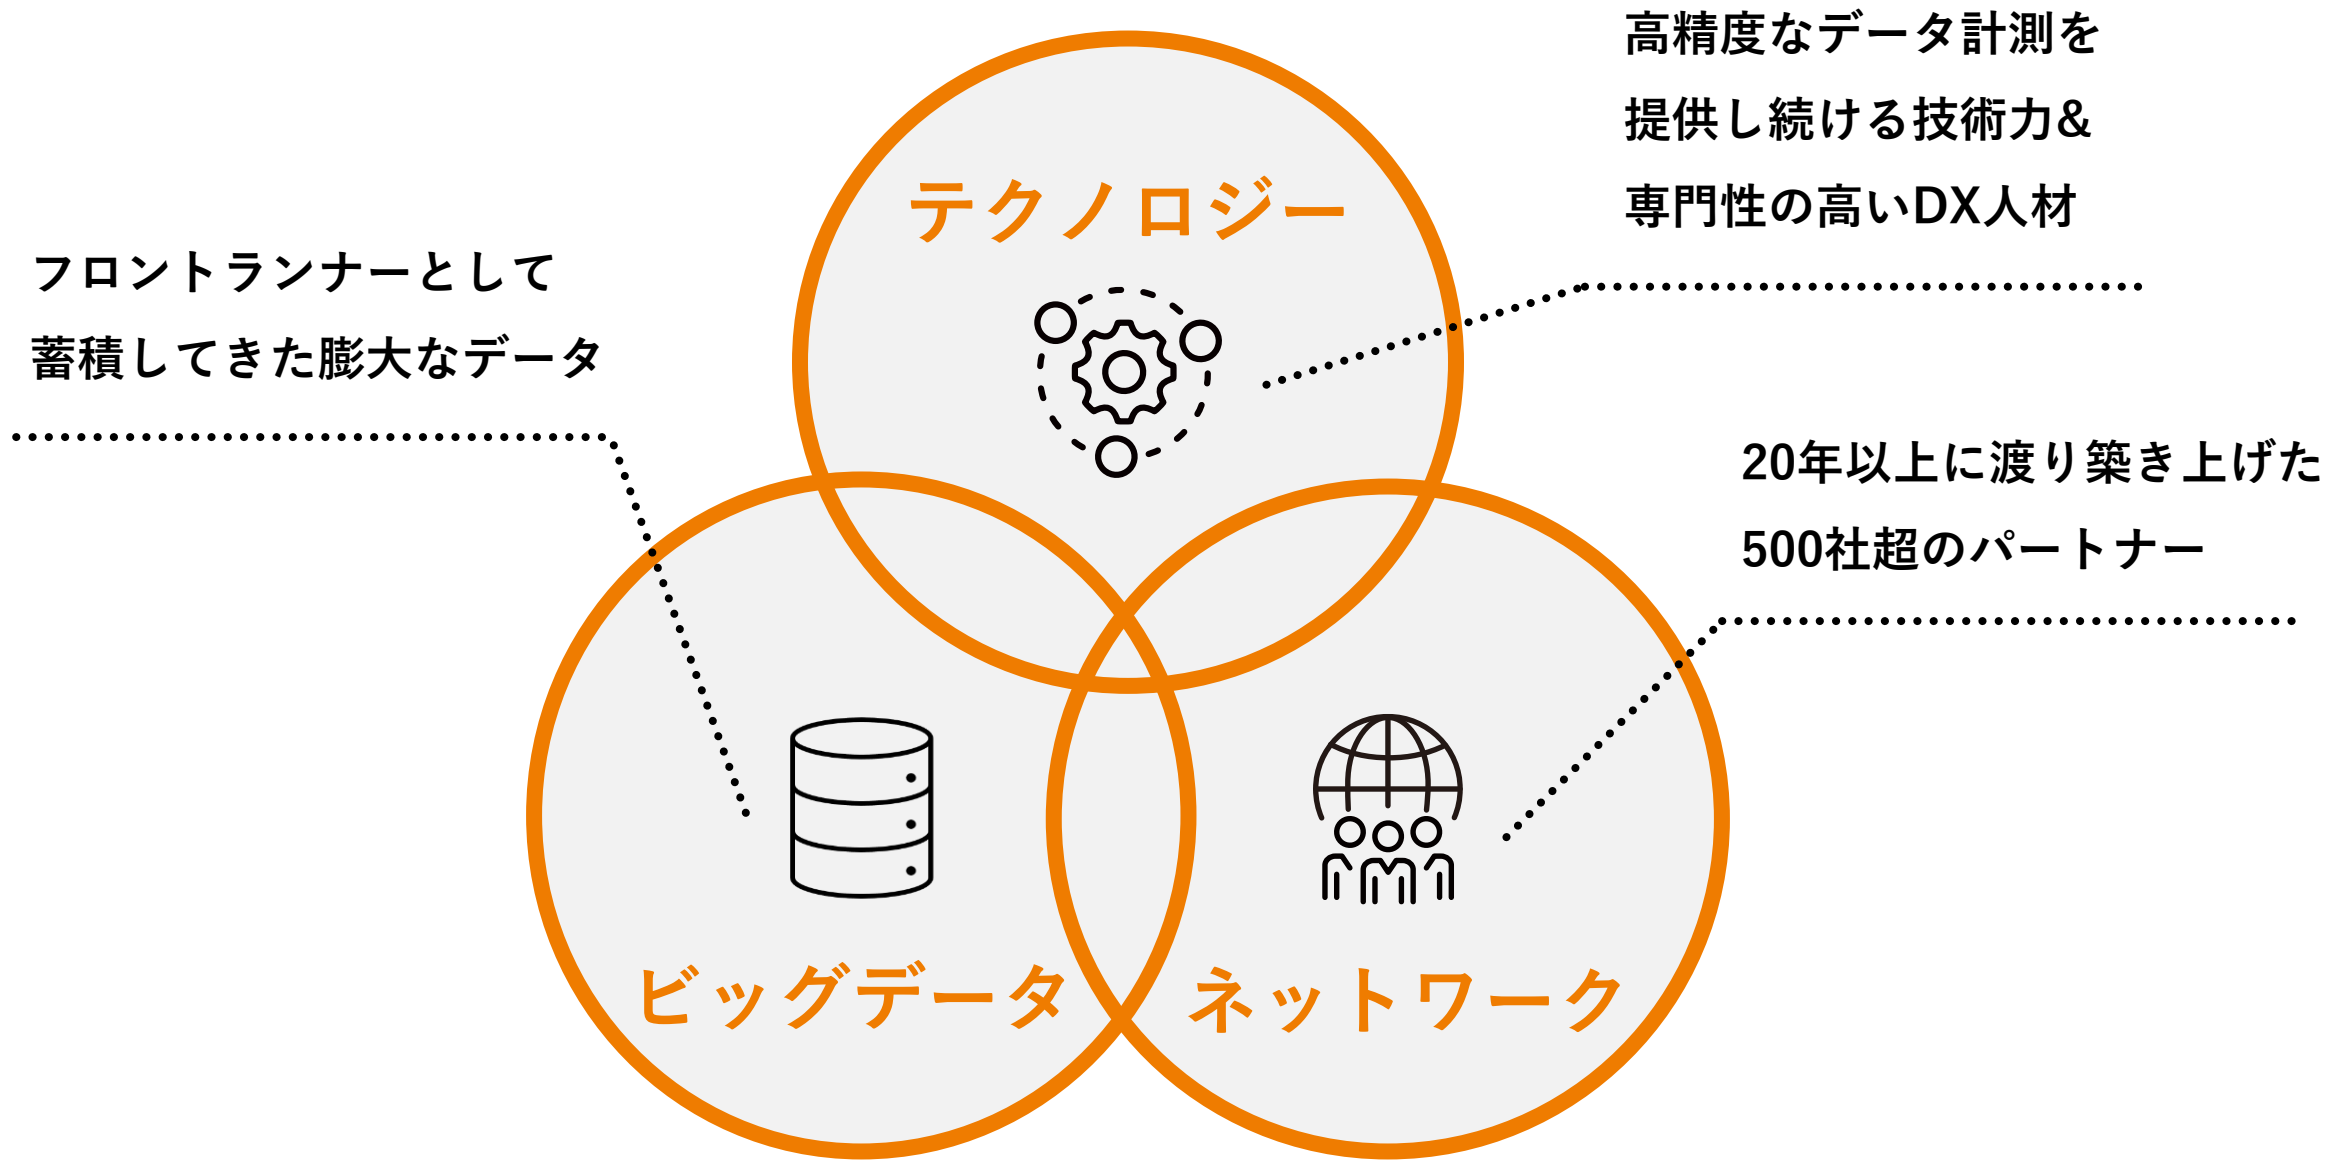 高精度なデータ計測を
提供し続ける技術力&
専門性の高いDX人材
テクノロジー
フロントランナーとして
蓄積してきた膨大なデータ
20年以上に渡り築き上げた
500社超のパートナー
ビッグデータ
ネットワーク